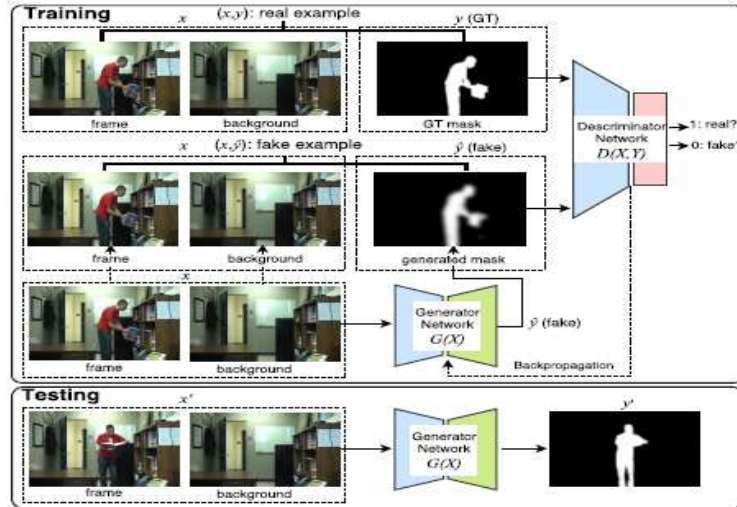 Training
x (x,y): real example y (GT)
frame background GT mask
Descriminator
Network
D(X,Y)
1: real?
0: fake?
x (x,ỹ): fake example ỹ (fake)
frame background generated mask
x
Generator
Network
G(X)
ỹ (fake)
frame background
Backpropagation
Testing
x' y'
Generator
Network
G(X)
frame background